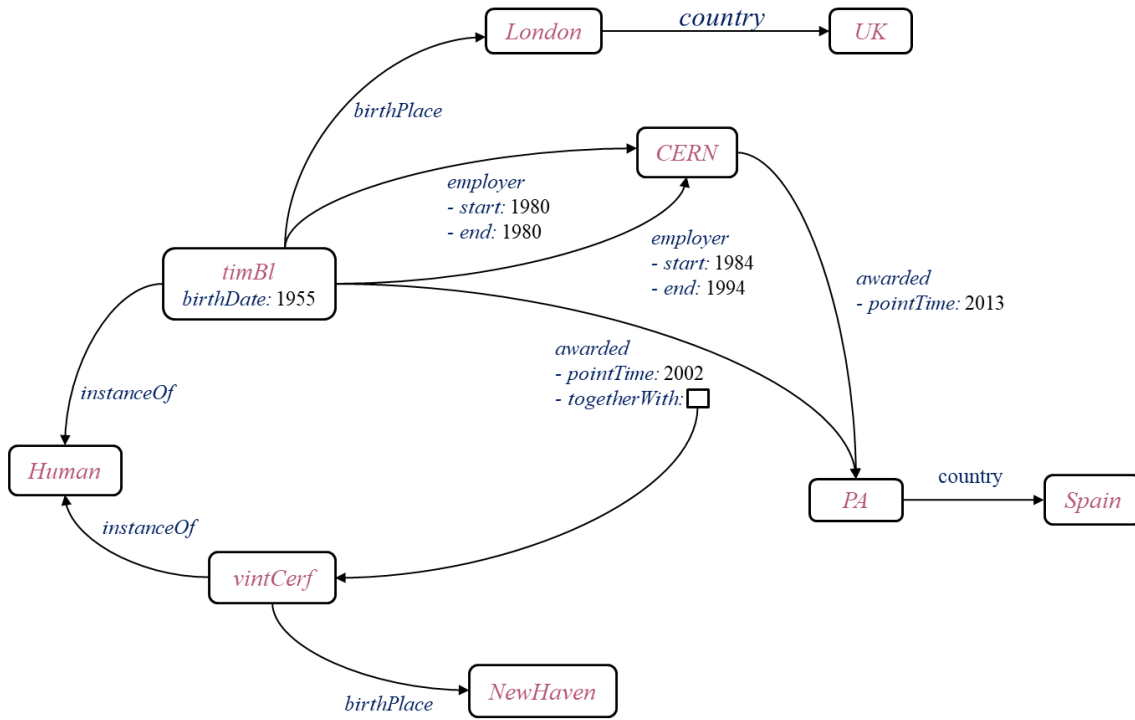 London
country
UK
birthPlace
CERN
employer
- start: 1980
- end: 1980
employer
- start: 1984
- end: 1994
timBl
birthDate: 1955
awarded
- pointTime: 2013
awarded
- pointTime: 2002
- togetherWith:
instanceOf
Human
PA
country
Spain
instanceOf
vintCerf
birthPlace
NewHaven